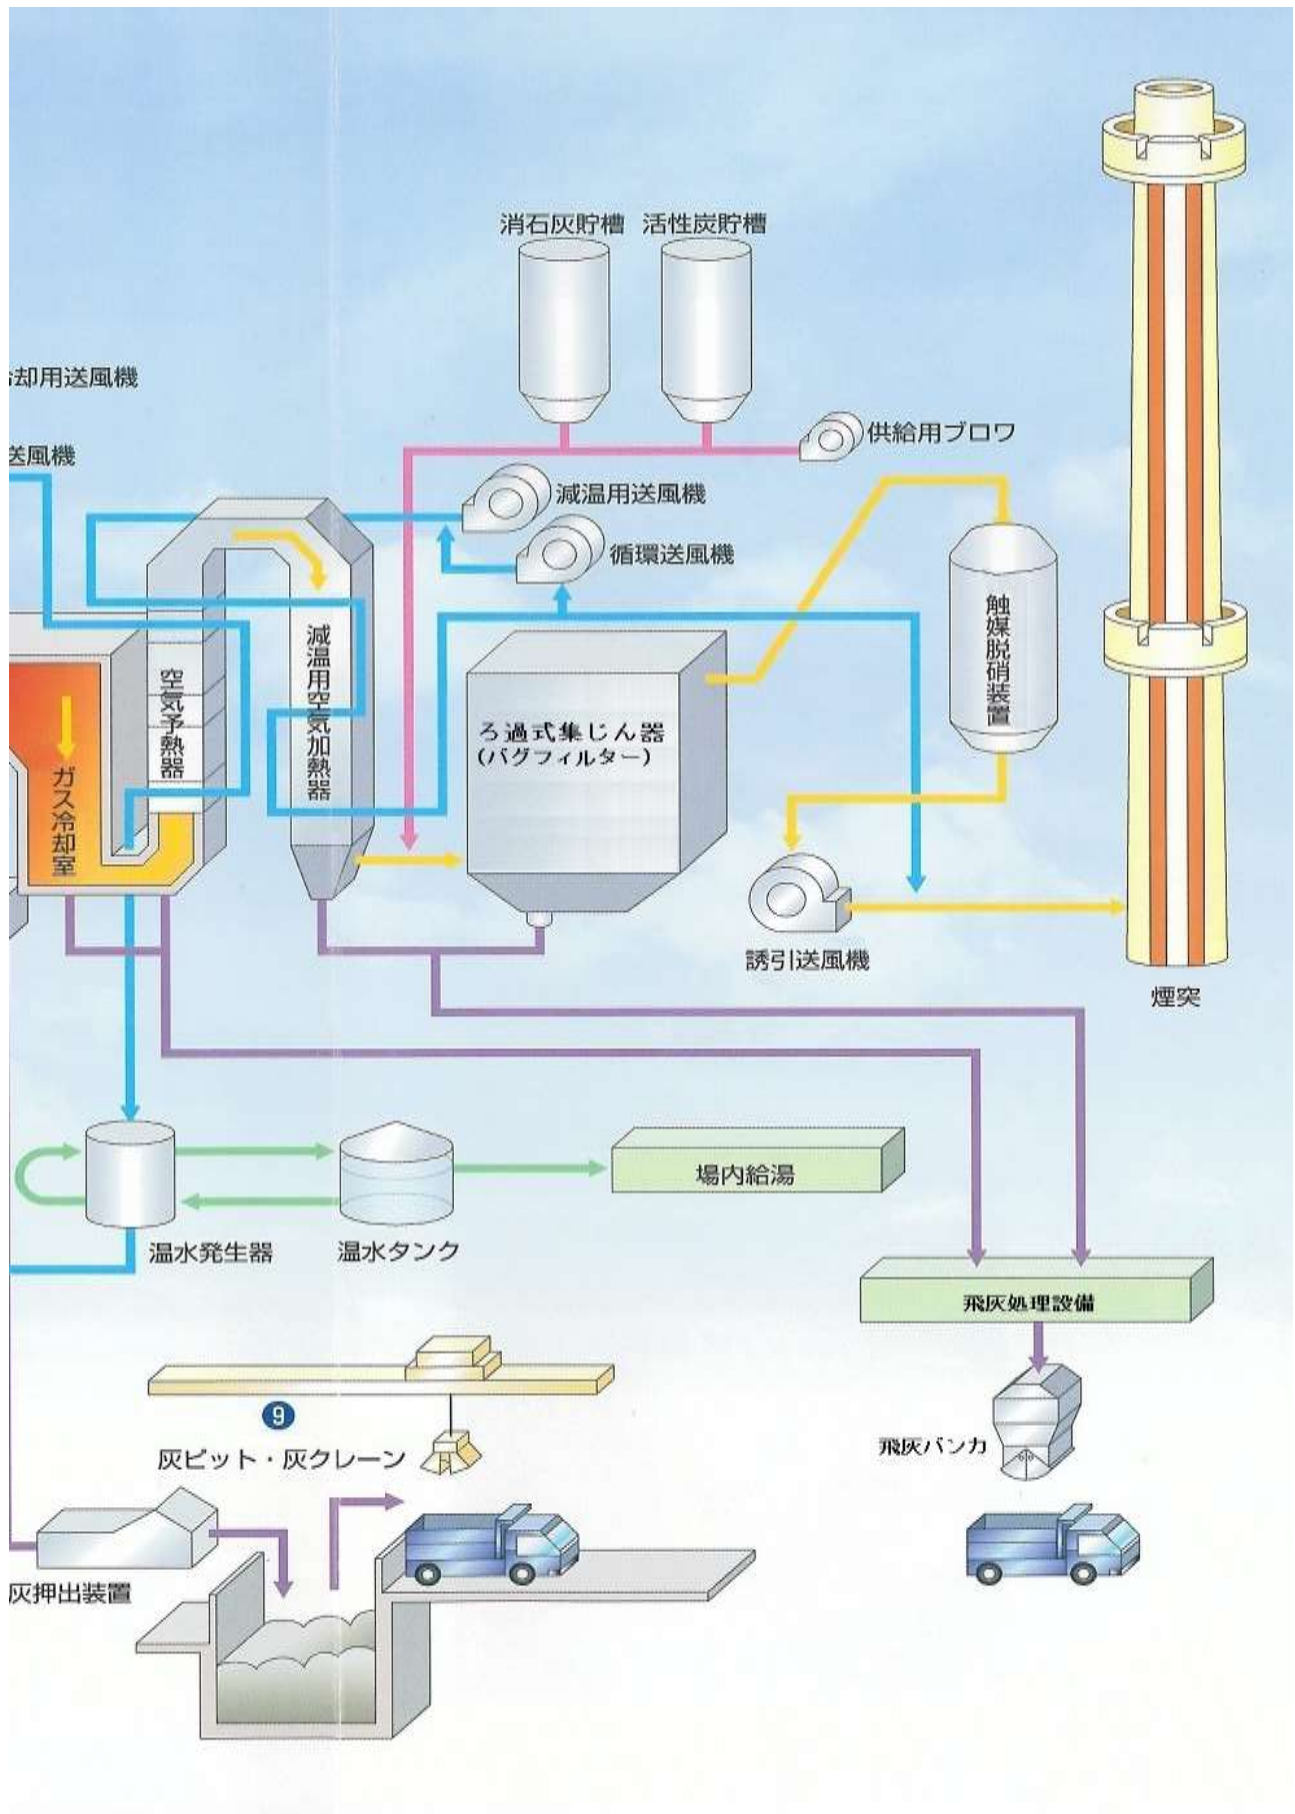 消石灰貯槽
活性炭貯槽
却用送風機
送風機
供給用ブロワ
減温用送風機
循環送風機
触媒脱硝装置
減温用空気加熱器
空気予熱器
ろ過式集じん器
(バグフィルター)
ガス冷却室
誘引送風機
煙突
場内給湯
温水発生器
温水タンク
飛灰処理設備
9
灰ピット・灰クレーン
飛灰バンカ
灰押出装置